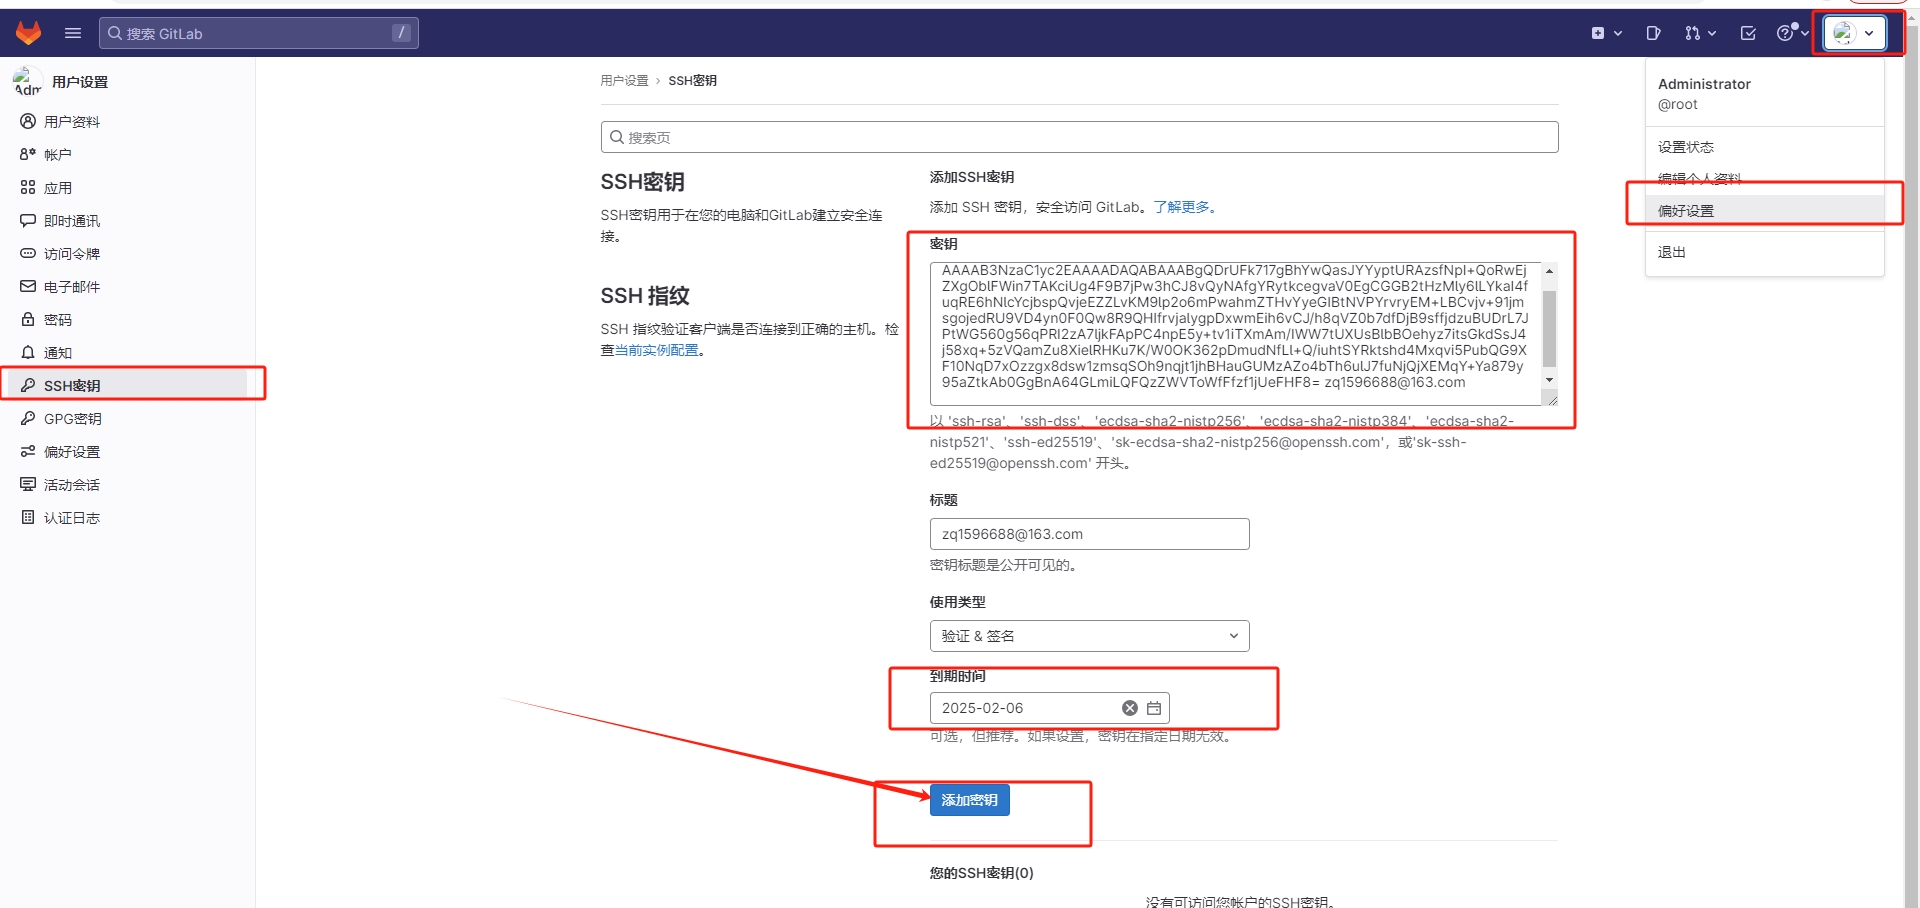 搜索 GitLab
/
用户设置
用户资料
帐户
应用
即时通讯
访问令牌
电子邮件
密码
通知
SSH密钥
GPG密钥
偏好设置
活动会话
认证日志
用户设置 › SSH密钥
搜索页
SSH密钥
SSH密钥用于在您的电脑和GitLab建立安全连
接。
SSH 指纹
SSH 指纹验证客户端是否连接到正确的主机。检
查当前实例配置。
添加SSH密钥
添加 SSH 密钥，安全访问 GitLab。了解更多。
密钥
AAAAB3NzaC1yc2EAAAADAQABAAABgQDrUFk717gBhYwQasJYYyptURAzsfNpI+QoRwEj
ZXgOblFWin7TAKciUg4F9B7jPw3hCJ8vQyNAfgYRytkcegvaV0EgCGGB2tHzMly6lLYkaI4f
uqRE6hNlcYcjbspQvjeEZZLvKM9lp2o6mPwahmZTHvYyeGIBtNVPYrvryEM+LBCvjv+91jm
sgojedRU9VD4yn0F0Qw8R9QHIfrvjalygpDxwmEih6vCJ/h8qVZ0b7dfDjB9sffjdzuBUDrL7J
PtWG560g56qPRI2zA7ljkFApPC4npE5y+tv1iTXmAm/IWW7tUXUsBlbBOehyz7itsGkdSsJ4
j58xq+5zVQamZu8XielRHKu7K/W0OK362pDmudNfLl+Q/iuhtSYRktshd4Mxqvi5PubQG9X
F10NqD7xOzzgx8dsw1zmsqSOh9nqjt1jhBHauGUMzAZo4bTh6uIJ7fuNjQjXEMqY+Ya879y
95aZtkAb0GgBnA64GLmiLQFQzZWVToWfFfzf1jUeFHF8= zq1596688@163.com
以 'ssh-rsa'、'ssh-dss'、'ecdsa-sha2-nistp256'、'ecdsa-sha2-nistp384'、'ecdsa-sha2-
nistp521'、'ssh-ed25519'、'sk-ecdsa-sha2-nistp256@openssh.com'，或'sk-ssh-
ed25519@openssh.com' 开头。
标题
zq1596688@163.com
密钥标题是公开可见的。
使用类型
验证 & 签名
到期时间
2025-02-06
可选，但推荐。如果设置，密钥在指定日期无效。
添加密钥
您的SSH密钥(0)
没有可访问您帐户的SSH密钥。
Administrator
@root
设置状态
编辑个人资料
偏好设置
退出